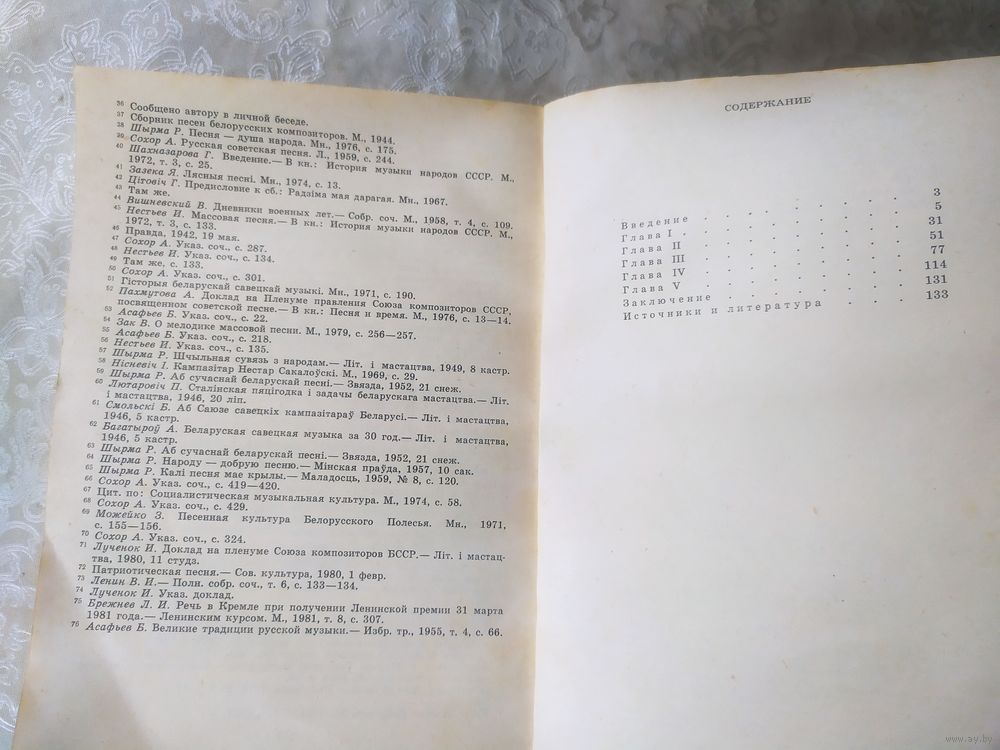 36 Сообщено автору в личной беседе.
37 Сборник песен белорусских композиторов. М., 1944.
38 Шырма Р. Песня — душа народа. Мн., 1976, с. 175.
39 Сохор А. Русская советская песня. Л., 1959, с. 244.
40 Шахназарова Г. Введение.— В кн.: История музыки народов СССР. М.,
1972, т. 3, с. 25.
41 Зазека Я. Лясныя песні. Мн., 1974, с. 13.
42 Цітовіч Г. Предисловие к сб.: Радзіма мая дарагая. Мн., 1967.
43 Там же.
44 Вишневский В. Дневники военных лет.— Собр. соч. М., 1958, т. 4, с. 109.
45 Нестьев И. Массовая песня.— В кн.: История музыки народов СССР. М.,
1972, т. 3, с. 133.
46 Правда, 1942, 19 мая.
47 Сохор А. Указ. соч., с. 287.
48 Нестьев И. Указ. соч., с. 134.
49 Там же, с. 133.
50 Сохор А. Указ. соч., с. 301.
51 Гісторыя беларускай савецкай музыкі. Мн., 1971, с. 190.
52 Пахмутова А. Доклад на Пленуме правления Союза композиторов СССР,
посвященном советской песне.— В кн.: Песня и время. М., 1976, с. 13—14.
53 Асафьев Б. Указ. соч., с. 22.
54 Зак В. О мелодике массовой песни. М., 1979, с. 256—257.
55 Асафьев Б. Указ. соч., с. 218.
56 Нестьев И. Указ. соч., с. 135.
57 Шырма Р. Шчыльная сувязь з народам.— Літ. і мастацтва, 1949, 8 кастр.
58 Нісневіч І. Кампазітар Нестар Сакалоўскі. М., 1969, с. 29.
59 Шырма Р. Аб сучаснай беларускай песні.— Звязда, 1952, 21 снеж.
60 Лютаровіч П. Сталінская пяцігодка і задачы беларускага мастацтва.— Літ.
і мастацтва, 1946, 20 ліп.
61 Смольскі Б. Аб Саюзе савецкіх кампазітараў Беларусі.— Літ. і мастацтва,
1946, 5 кастр.
62 Багатыроў А. Беларуская савецкая музыка за 30 год.— Літ. і мастацтва,
1946, 5 кастр.
63 Шырма Р. Аб сучаснай беларускай песні.— Звязда, 1952, 21 снеж.
64 Шырма Р. Народу — добрую песню.— Мінская праўда, 1957, 10 сак.
65 Шырма Р. Калі песня мае крылы.— Маладосць, 1959, № 8, с. 120.
66 Сохор А. Указ. соч., с. 419—420.
67 Цит. по: Социалистическая музыкальная культура. М., 1974, с. 58.
68 Сохор А. Указ. соч., с. 429.
69 Можейко З. Песенная культура Белорусского Полесья. Мн., 1971,
с. 155—156.
70 Сохор А. Указ. соч., с. 324.
71 Лученок И. Доклад на пленуме Союза композиторов БССР.— Літ. і мастац-
тва, 1980, 11 студз.
72 Патриотическая песня.— Сов. культура, 1980, 1 февр.
73 Ленин В. И.— Полн. собр. соч., т. 6, с. 133—134.
74 Лученок И. Указ. доклад.
75 Брежнев Л. И. Речь в Кремле при получении Ленинской премии 31 марта
1981 года.— Ленинским курсом. М., 1981, т. 8, с. 307.
76 Асафьев Б. Великие традиции русской музыки.— Избр. тр., 1955, т. 4, с. 66.
СОДЕРЖАНИЕ
Введение 3
Глава I 5
Глава II 31
Глава III 51
Глава IV 77
Глава V 114
Заключение 131
Источники и литература 133
www.ay.by